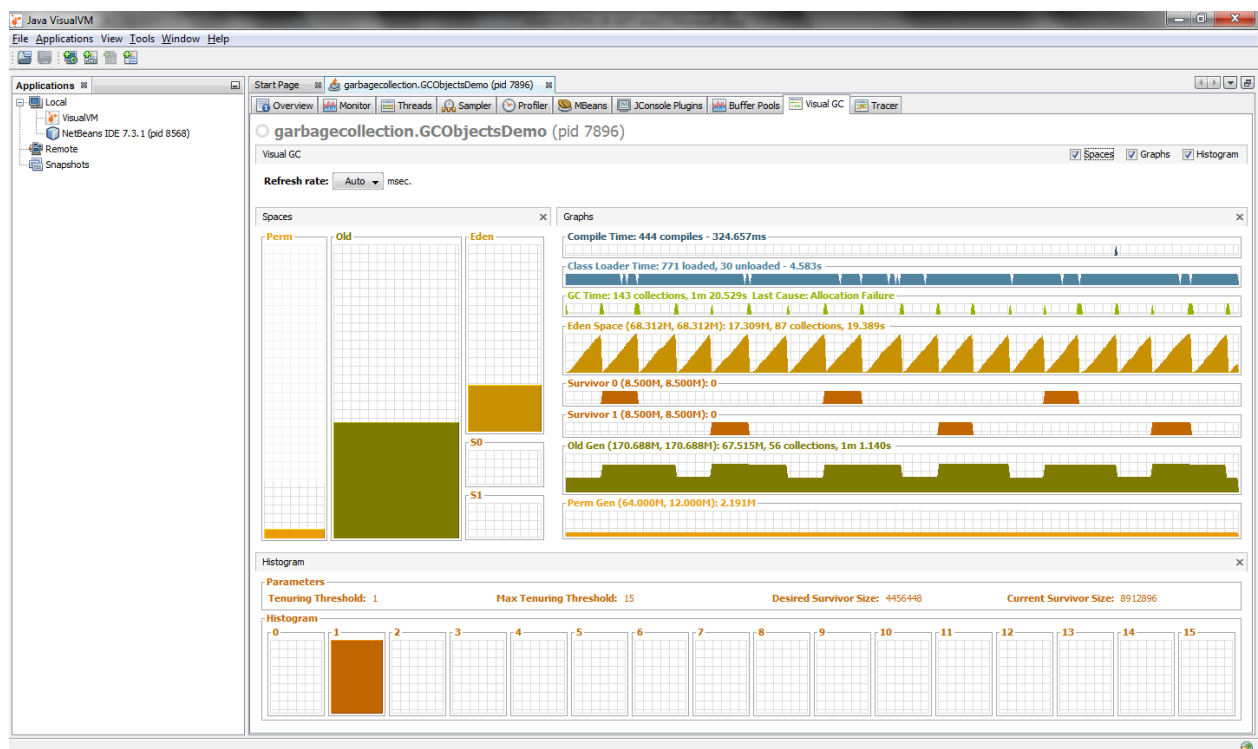 Java VisualVM
File Applications View Tools Window Help
Applications
Local
VisualVM
NetBeans IDE 7.3.1 (pid 8568)
Remote
Snapshots
Start Page garbagecollection.GCObjectsDemo (pid 7896)
Overview Monitor Threads Sampler Profiler MBeans JConsole Plugins Buffer Pools Visual GC Tracer
garbagecollection.GCObjectsDemo (pid 7896)
Visual GC Spaces Graphs Histogram
Refresh rate: Auto msec.
Spaces
Perm Old Eden
S0
S1
Graphs
Compile Time: 444 compiles - 324.657ms
Class Loader Time: 771 loaded, 30 unloaded - 4.583s
GC Time: 143 collections, 1m 20.529s Last Cause: Allocation Failure
Eden Space (68.312M, 68.312M): 17.309M, 87 collections, 19.389s
Survivor 0 (8.500M, 8.500M): 0
Survivor 1 (8.500M, 8.500M): 0
Old Gen (170.688M, 170.688M): 67.515M, 56 collections, 1m 1.140s
Perm Gen (64.000M, 12.000M): 2.191M
Histogram
Parameters
Tenuring Threshold: 1 Max Tenuring Threshold: 15 Desired Survivor Size: 4456448 Current Survivor Size: 8912896
Histogram
0 1 2 3 4 5 6 7 8 9 10 11 12 13 14 15